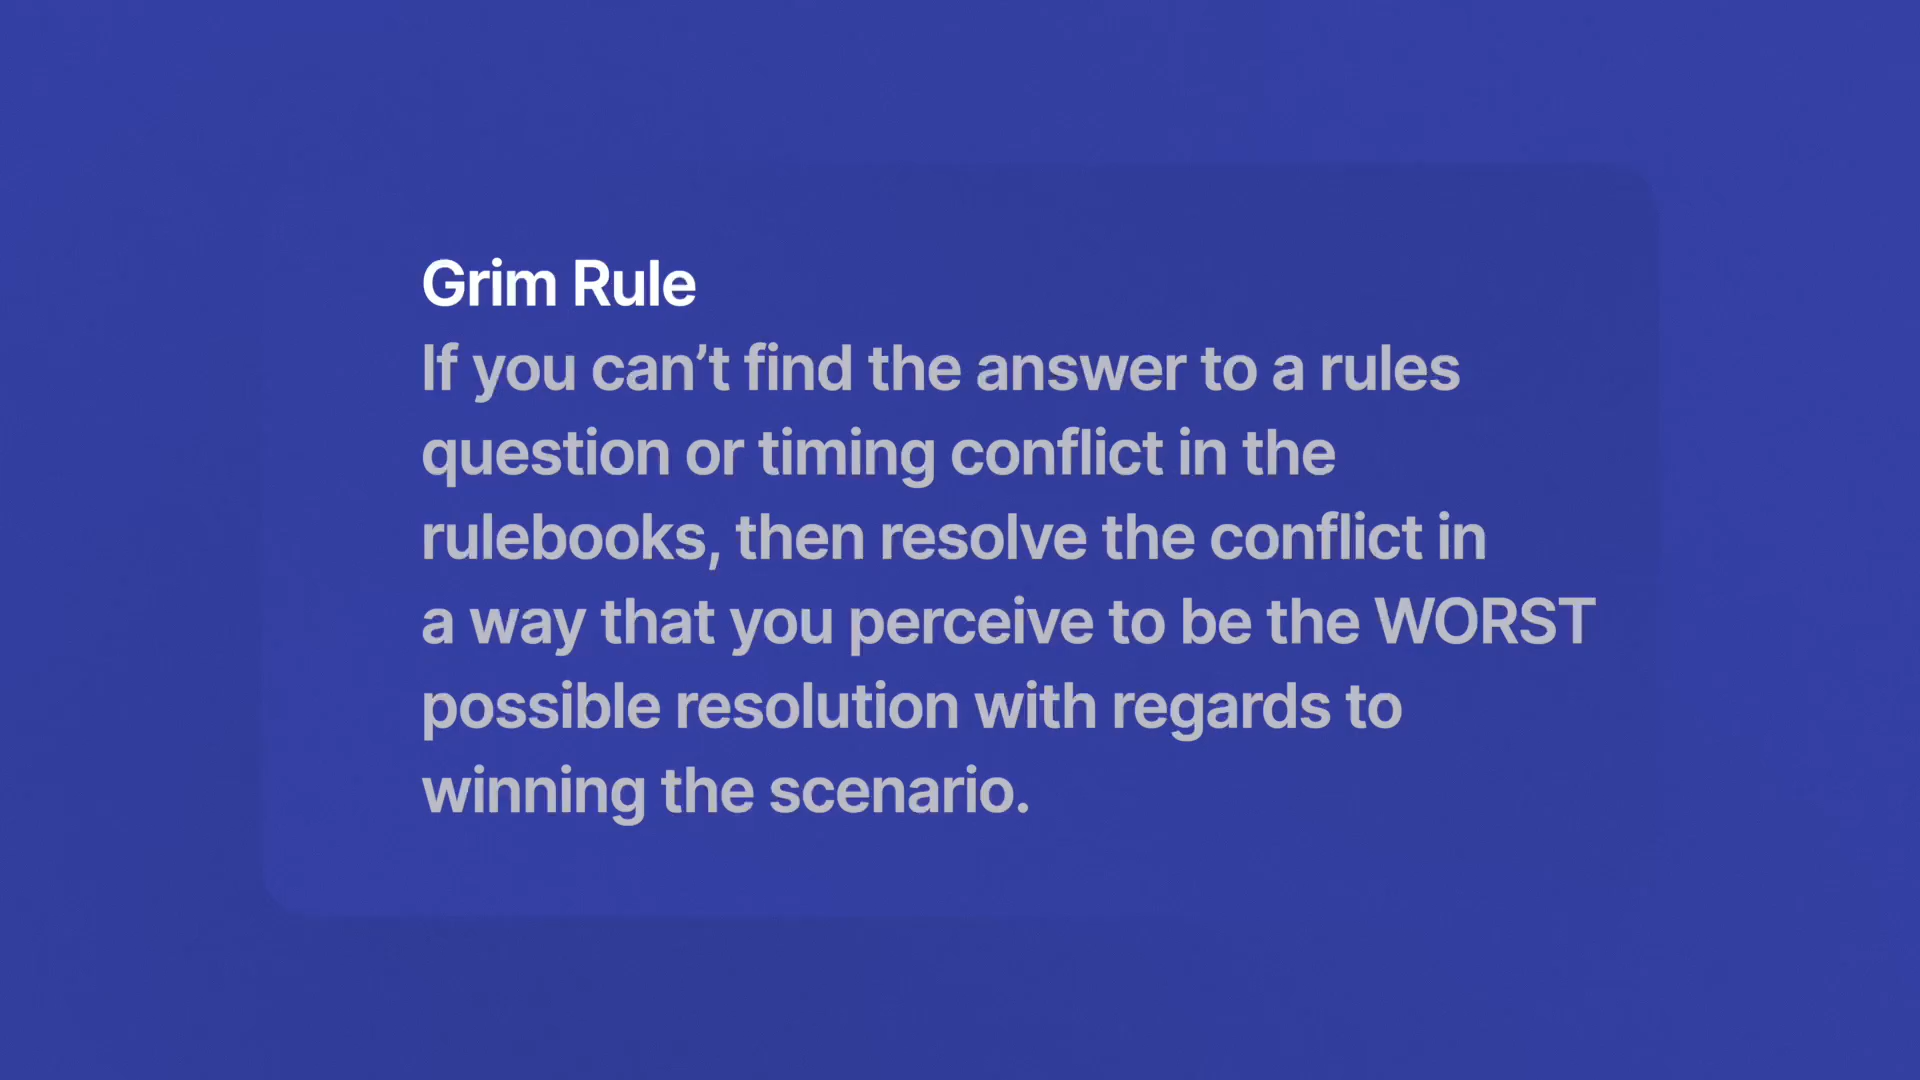 Grim Rule
If you can’t find the answer to a rules
question or timing conflict in the
rulebooks, then resolve the conflict in
a way that you perceive to be the WORST
possible resolution with regards to
winning the scenario.